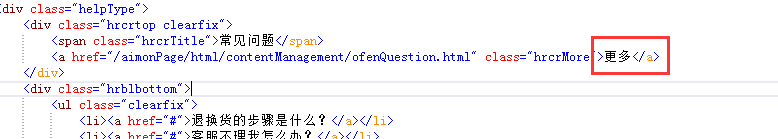 <div class="helpType">
<div class="hrcrtop clearfix">
<span class="hrcrTitle">常见问题</span>
<a href="/aimonPage/html/contentManagement/ofenQuestion.html" class="hrcrMore">更多</a>
</div>
<div class="hrblbottom">
<ul class="clearfix">
<li><a href="#">退换货的步骤是什么？</a></li>
<li><a href="#">客服不理我怎么办？</a></li>